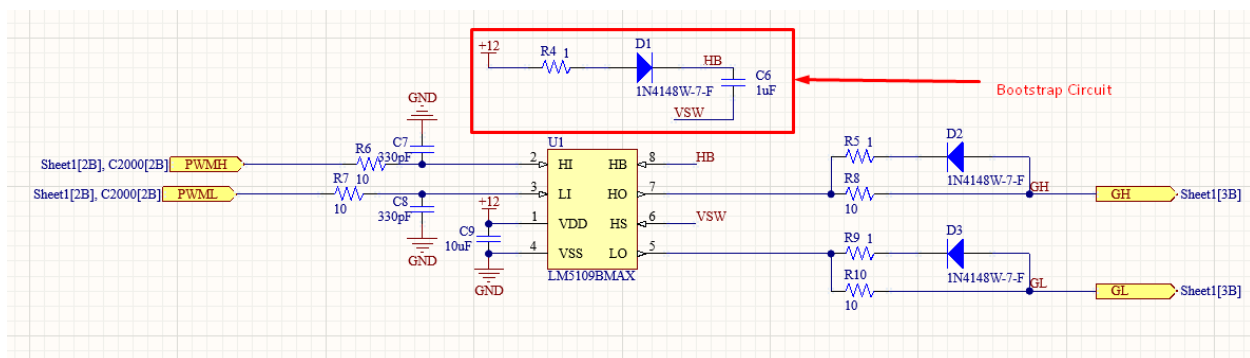 +12
R4 1
D1
HB
1N4148W-7-F
C6
1uF
VSW
Bootstrap Circuit
GND
C7
330pF
Sheet1[2B], C2000[2B]
PWMH
R6
10
Sheet1[2B], C2000[2B]
PWML
R7
10
C8
330pF
GND
+12
C9
10uF
GND
U1
2 HI HB 8
3 LI HO 7
1 VDD HS 6
4 VSS LO 5
LM5109BMAX
HB
VSW
R5 1
D2
1N4148W-7-F
R8
10
GH
GH
Sheet1[3B]
R9 1
D3
1N4148W-7-F
R10
10
GL
GL
Sheet1[3B]